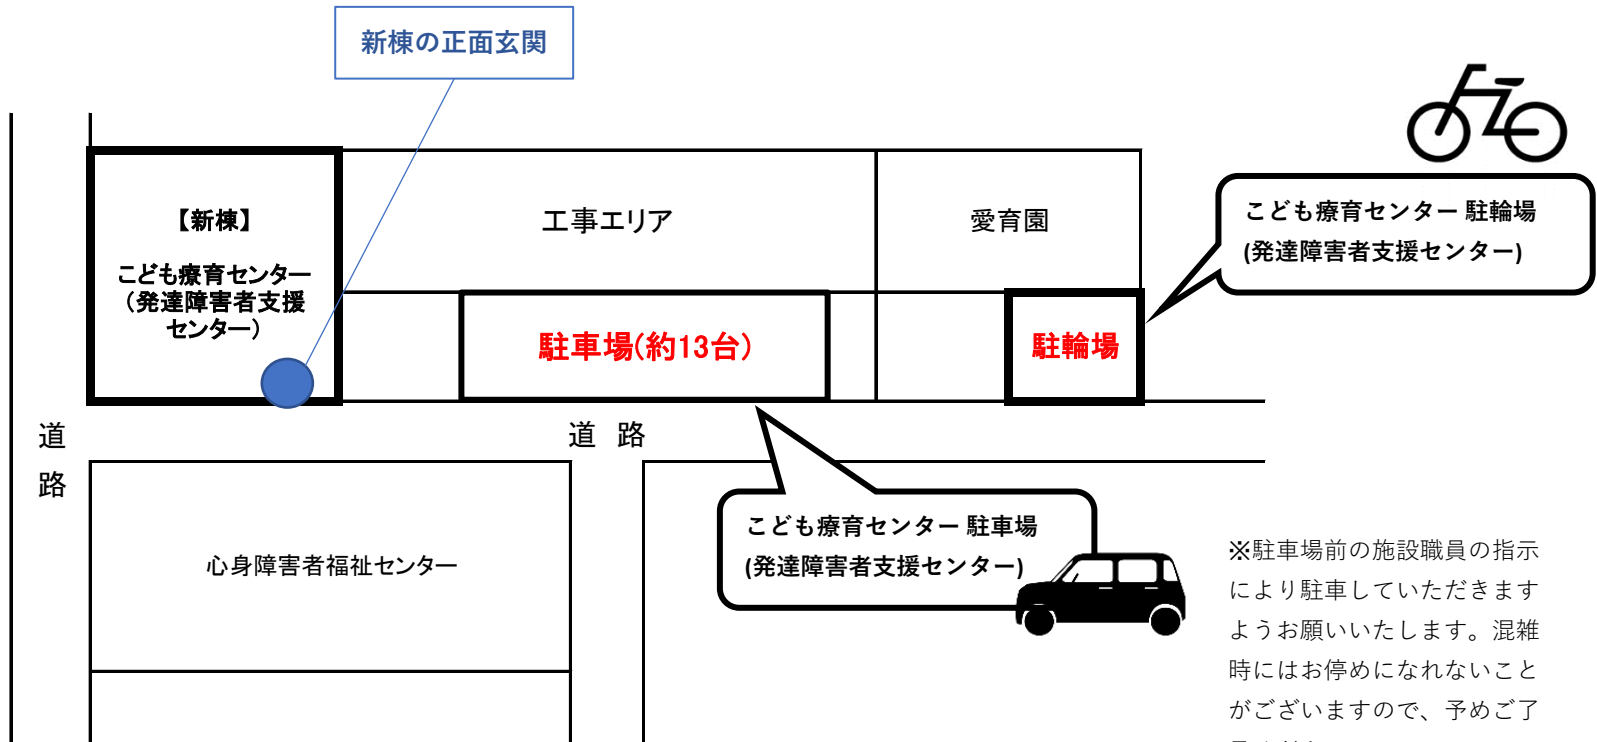 新棟の正面玄関
【新棟】
こども療育センター
（発達障害者支援
センター）
工事エリア
愛育園
こども療育センター 駐輪場
(発達障害者支援センター)
駐車場(約13台)
駐輪場
道路
道 路
こども療育センター 駐車場
(発達障害者支援センター)
心身障害者福祉センター
※駐車場前の施設職員の指示
により駐車していただきます
ようお願いいたします。混雑
時にはお停めになれないこと
がございますので、予めご了